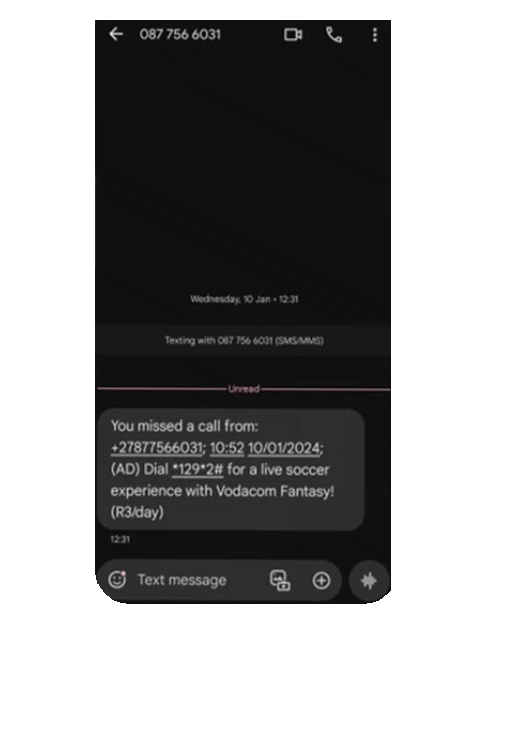 087 756 6031
Wednesday, 10 Jan • 12:31
Texting with 087 756 6031 (SMS/MMS)
Unread
You missed a call from:
+27877566031; 10:52 10/01/2024;
(AD) Dial *129*2# for a live soccer
experience with Vodacom Fantasy!
(R3/day)
12:31
Text message